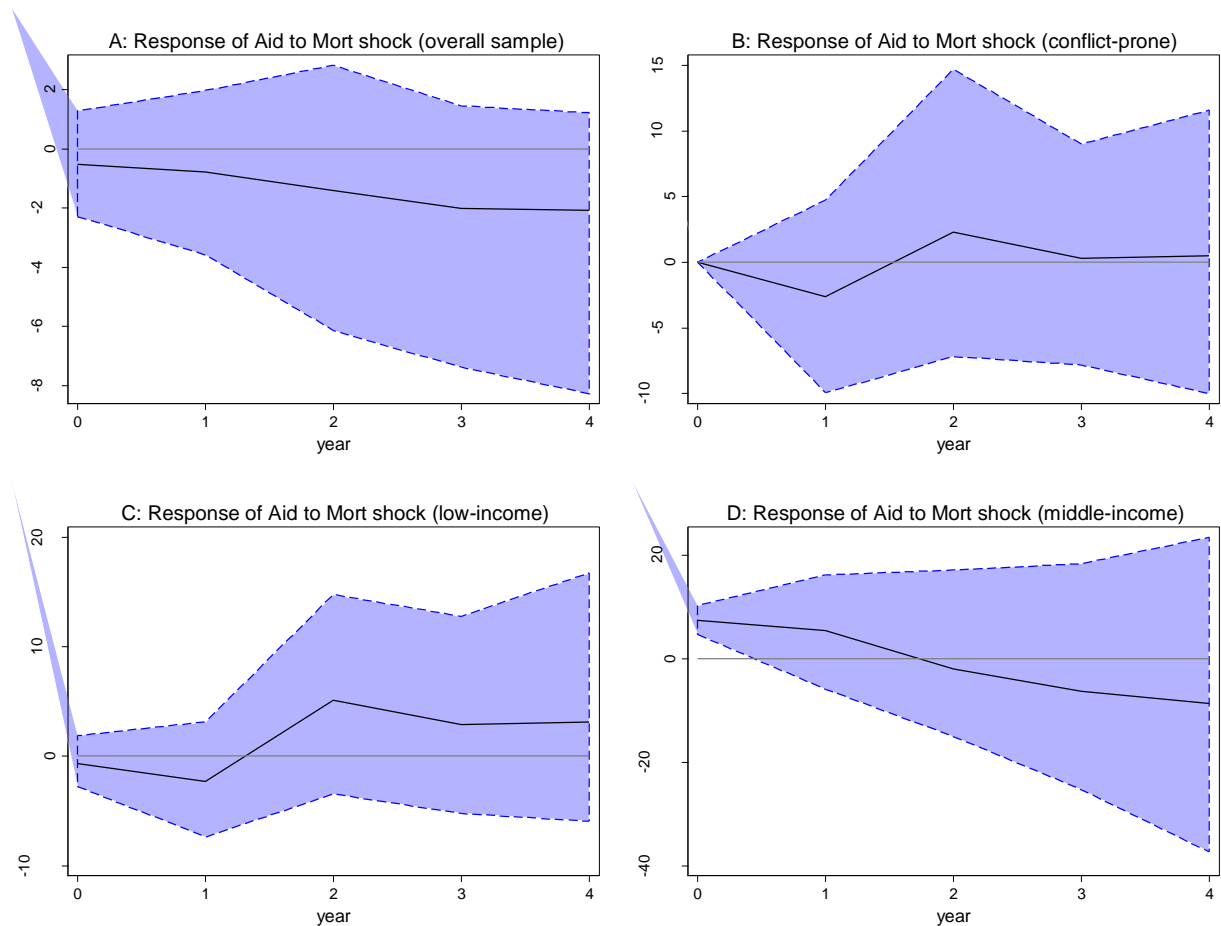 A: Response of Aid to Mort shock (overall sample)
2
0
-2
-4
-6
-8
0 1 2 3 4
year
B: Response of Aid to Mort shock (conflict-prone)
15
10
5
0
-5
-10
0 1 2 3 4
year
C: Response of Aid to Mort shock (low-income)
20
10
0
-10
0 1 2 3 4
year
D: Response of Aid to Mort shock (middle-income)
20
0
-20
-40
0 1 2 3 4
year